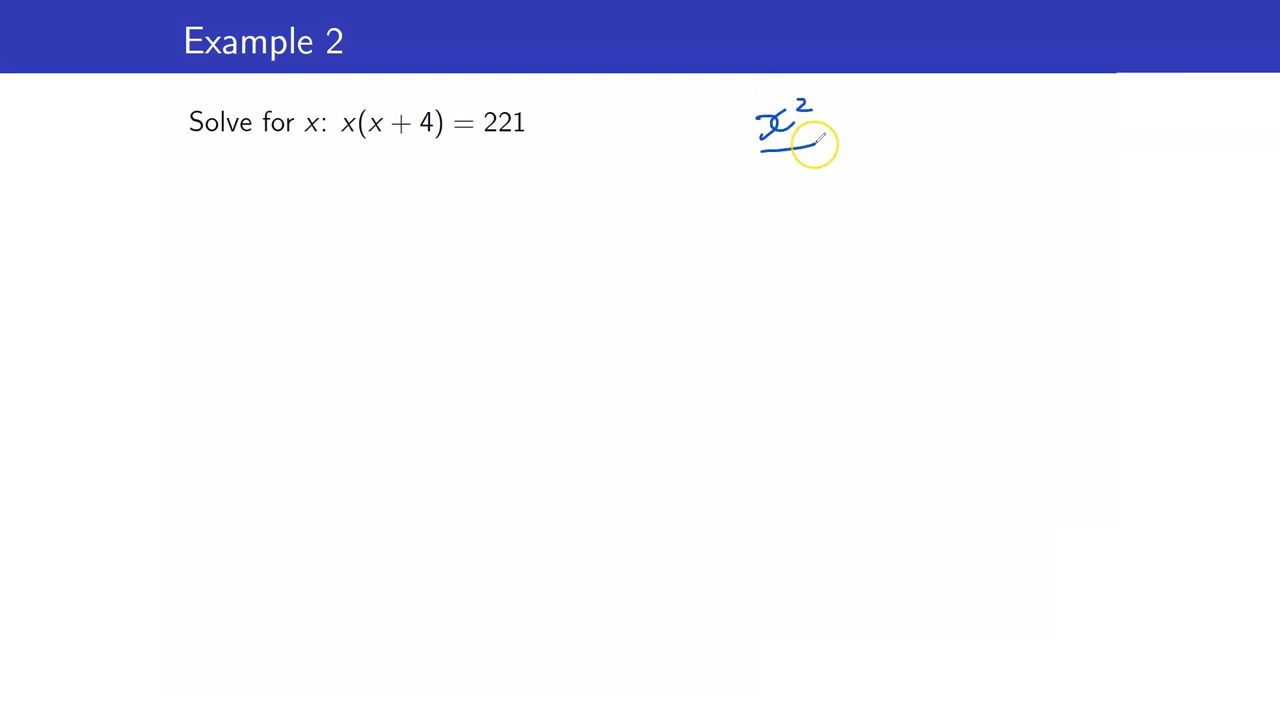 Example 2
Solve for x: x(x + 4) = 221
x²